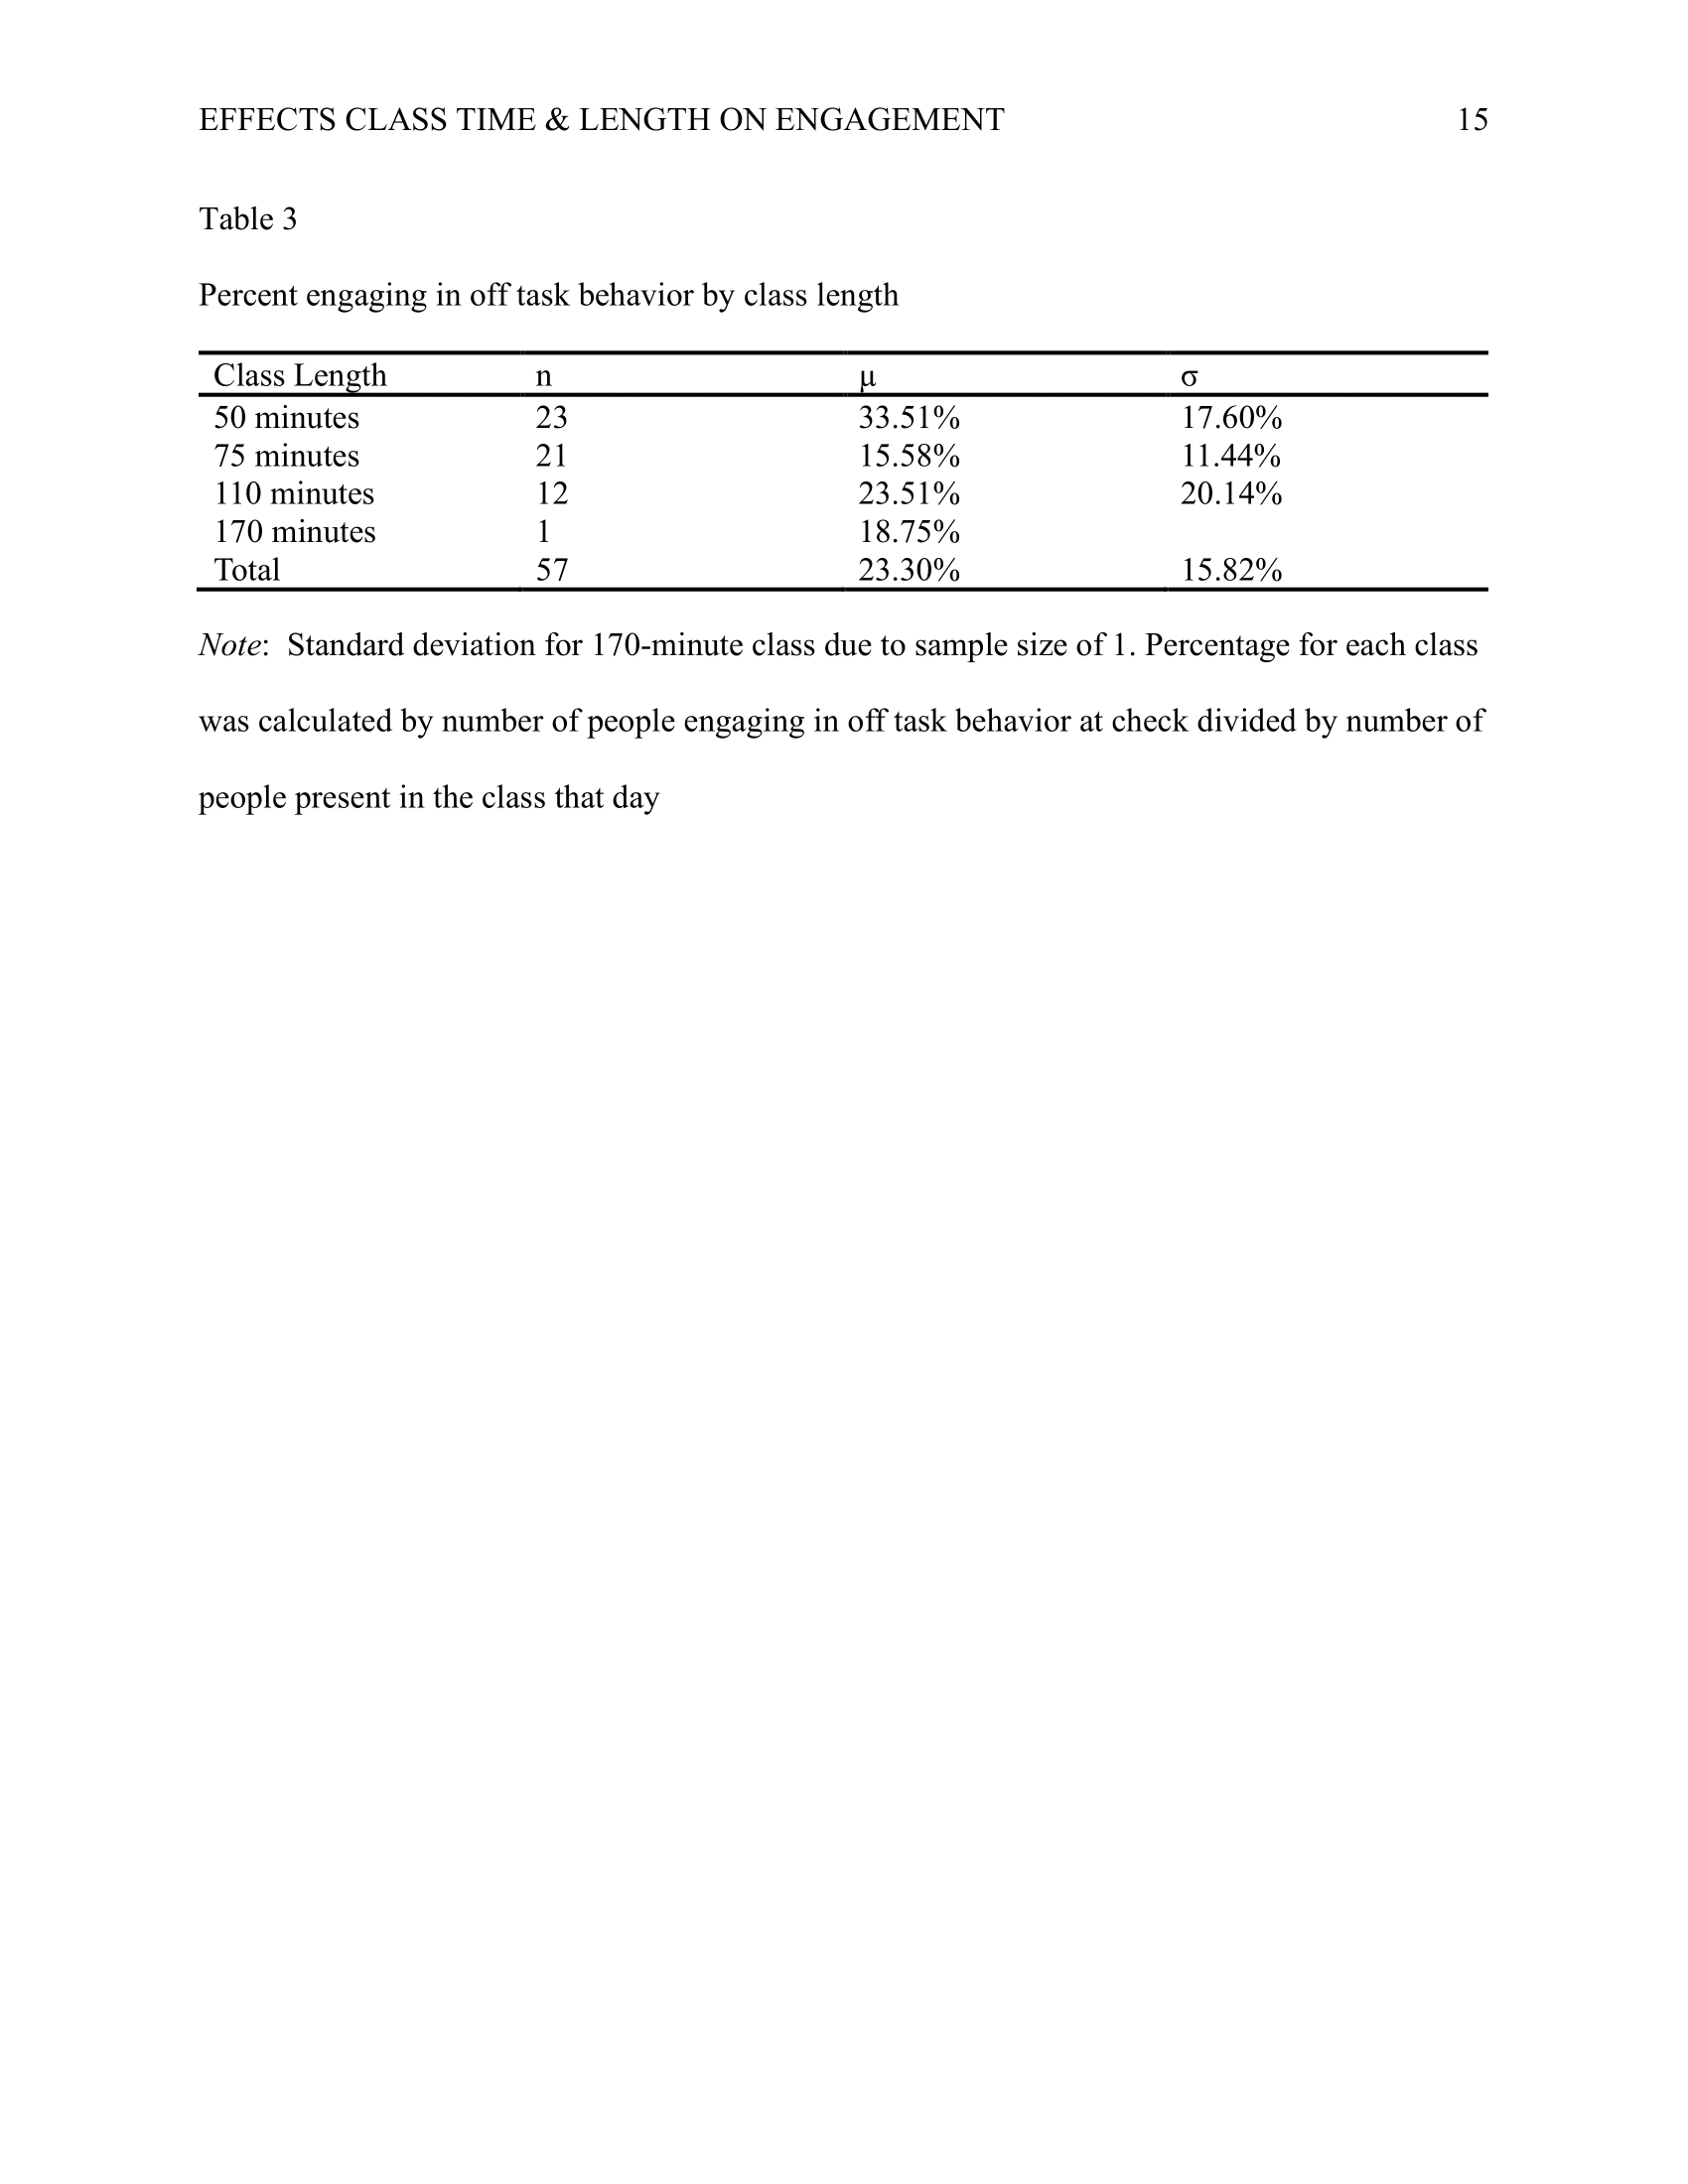 EFFECTS CLASS TIME & LENGTH ON ENGAGEMENT 15
Table 3
Percent engaging in off task behavior by class length
Class Length n μ σ
50 minutes 23 33.51% 17.60%
75 minutes 21 15.58% 11.44%
110 minutes 12 23.51% 20.14%
170 minutes 1 18.75%
Total 57 23.30% 15.82%
Note: Standard deviation for 170-minute class due to sample size of 1. Percentage for each class
was calculated by number of people engaging in off task behavior at check divided by number of
people present in the class that day